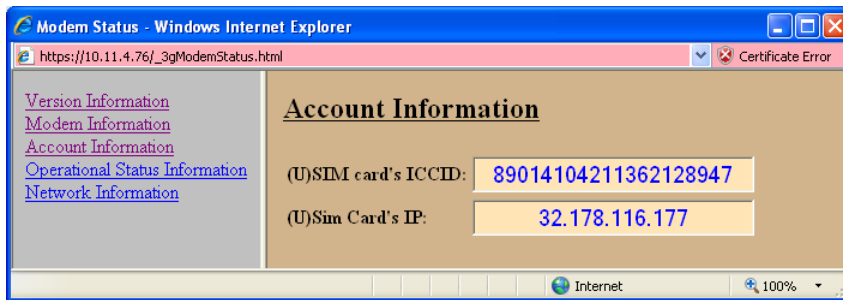 Modem Status - Windows Internet Explorer
https://10.11.4.76/_3gModemStatus.html
Certificate Error
Version Information
Modem Information
Account Information
Operational Status Information
Network Information
Account Information
(U)SIM card's ICCID: 89014104211362128947
(U)Sim Card's IP: 32.178.116.177
Internet
100%